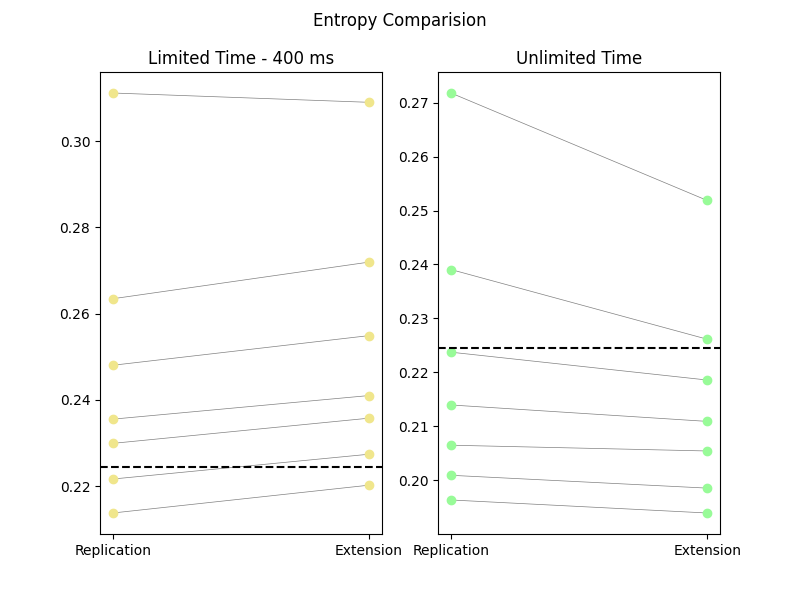 Entropy Comparision
Limited Time - 400 ms
Unlimited Time
0.30
0.28
0.26
0.24
0.22
0.27
0.26
0.25
0.24
0.23
0.22
0.21
0.20
Replication
Extension
Replication
Extension